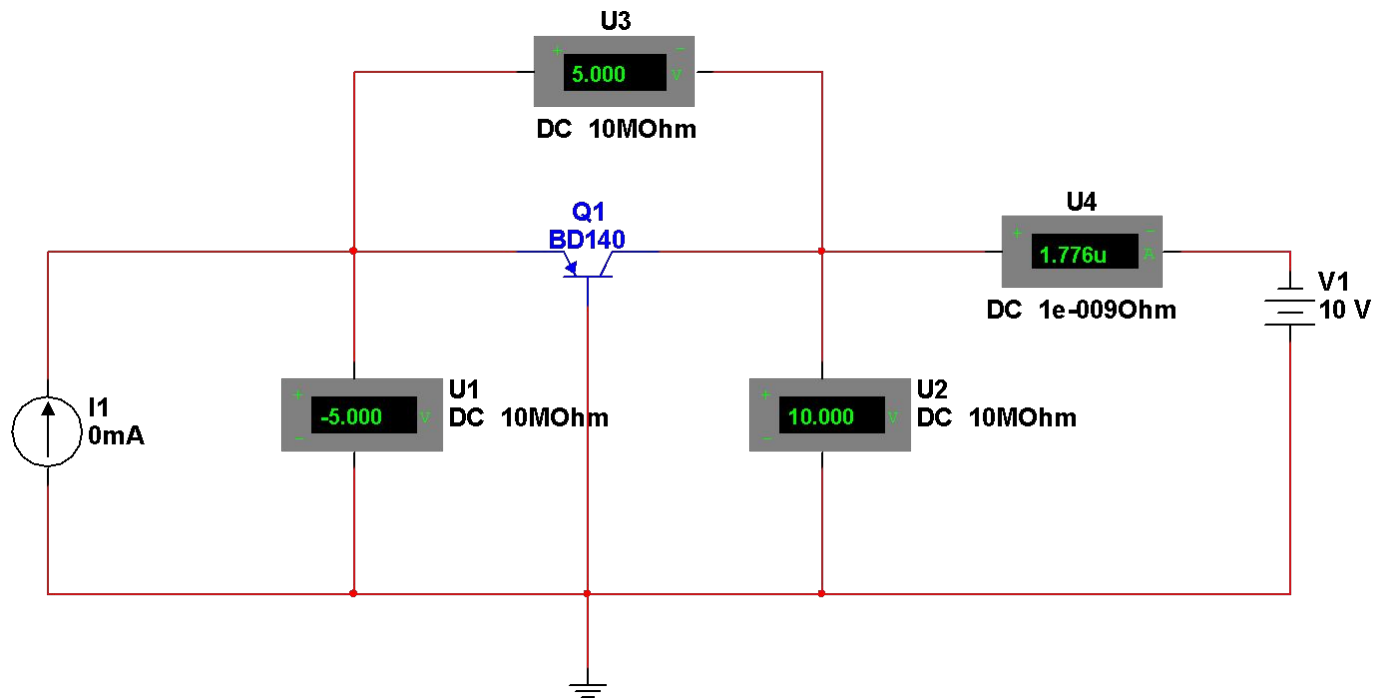 U3
+ -
5.000 V
DC 10MOhm
Q1
BD140
U4
+ -
1.776u A
DC 1e-009Ohm
V1
10 V
I1
0mA
U1
+
-5.000 V
-
DC 10MOhm
U2
+
10.000 V
-
DC 10MOhm